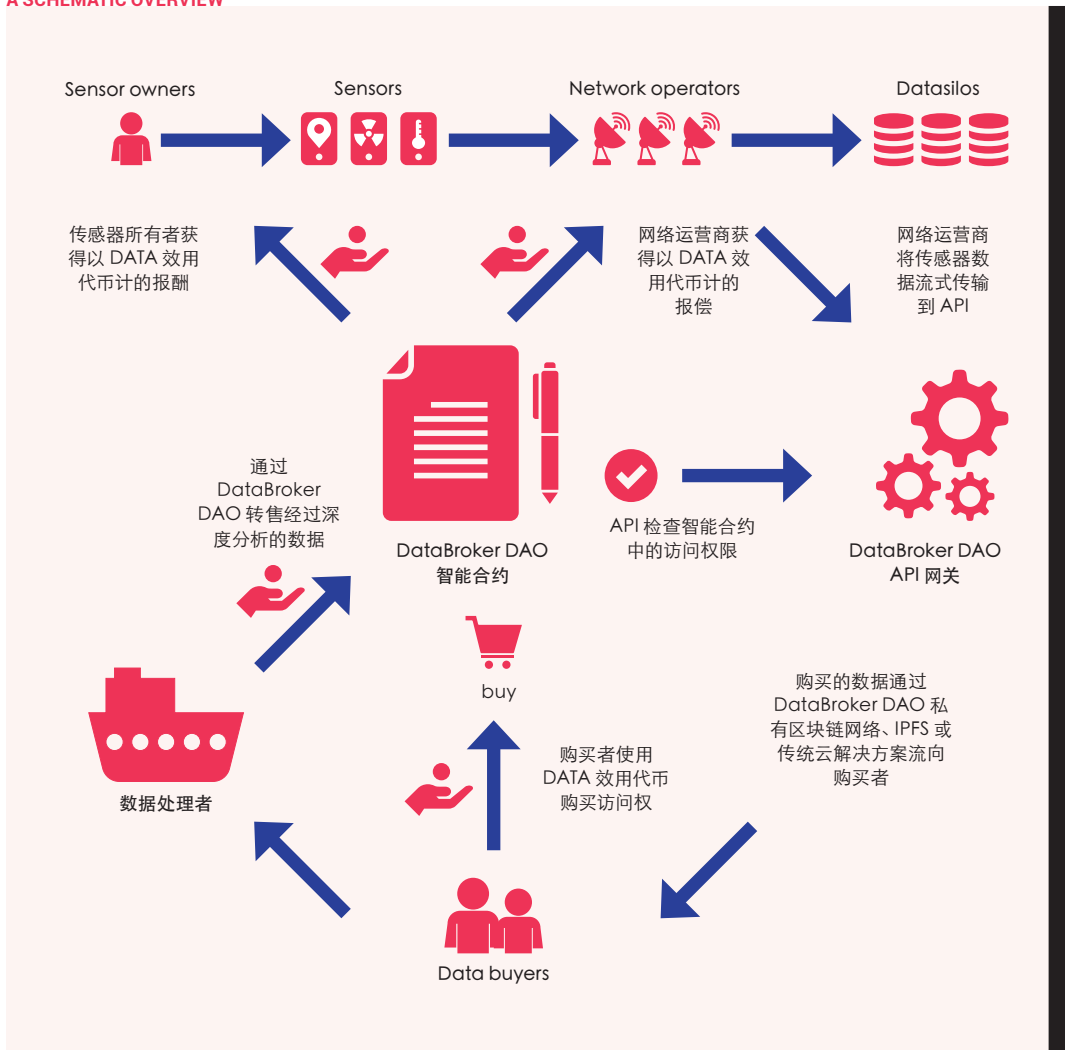 A SCHEMATIC OVERVIEW
Sensor owners
Sensors
Network operators
Datasilos
传感器所有者获
得以 DATA 效用
代币计的报酬
网络运营商获
得以 DATA 效
用代币计的
报偿
网络运营商
将传感器数
据流式传输
到 API
通过
DataBroker
DAO 转售经过深
度分析的数据
DataBroker DAO
智能合约
API 检查智能合约
中的访问权限
DataBroker DAO
API 网关
buy
购买者使用
DATA 效用代币
购买访问权
购买的数据通过
DataBroker DAO 私
有区块链网络、IPFS 或
传统云解决方案流向
购买者
数据处理者
Data buyers